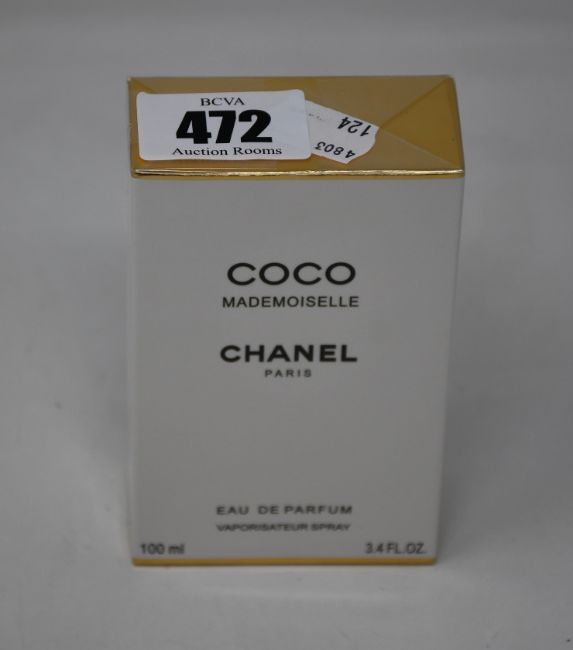 BCVA
472
Auction Rooms
124
4803
COCO
MADEMOISELLE
CHANEL
PARIS
EAU DE PARFUM
VAPORISATEUR SPRAY
100 ml
3.4 FL.OZ.